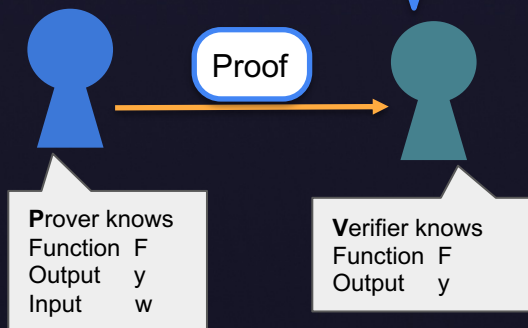 Proof
Prover knows
Function F
Output y
Input w
Verifier knows
Function F
Output y